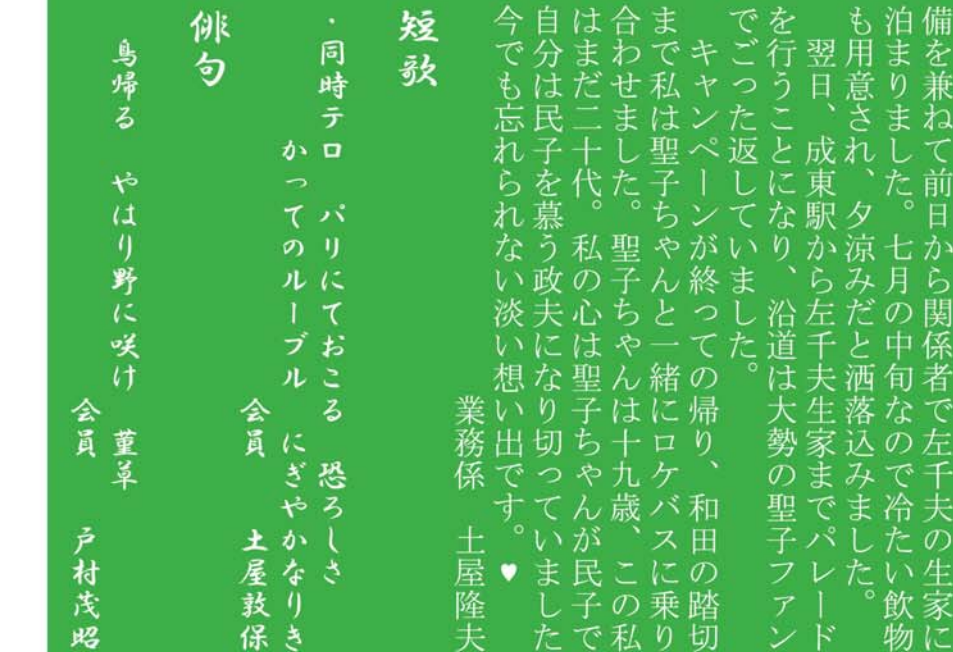 備を兼ねて前日から関係者で左千夫の生家に
泊まりました。七月の中旬なので冷たい飲物
も用意され、夕涼みだと洒落込みました。
翌日、成東駅から左千夫生家までパレード
を行うことになり、沿道は大勢の聖子ファン
でごった返していました。
キャンペーンが終っての帰り、和田の踏切
まで私は聖子ちゃんと一緒にロケバスに乗り
合わせました。聖子ちゃんは十九歳、この私
はまだ二十代。私の心は聖子ちゃんが民子で
自分は民子を慕う政夫になり切っていました
今でも忘れられない淡い想い出です。♥
業務係 土屋隆夫
短歌
・同時テロ パリにておこる 恐ろしさ
かってのルーブル にぎやかなりき
会員 土屋敦保
俳句
鳥帰る やはり野に咲け 菫草
会員 戸村茂昭